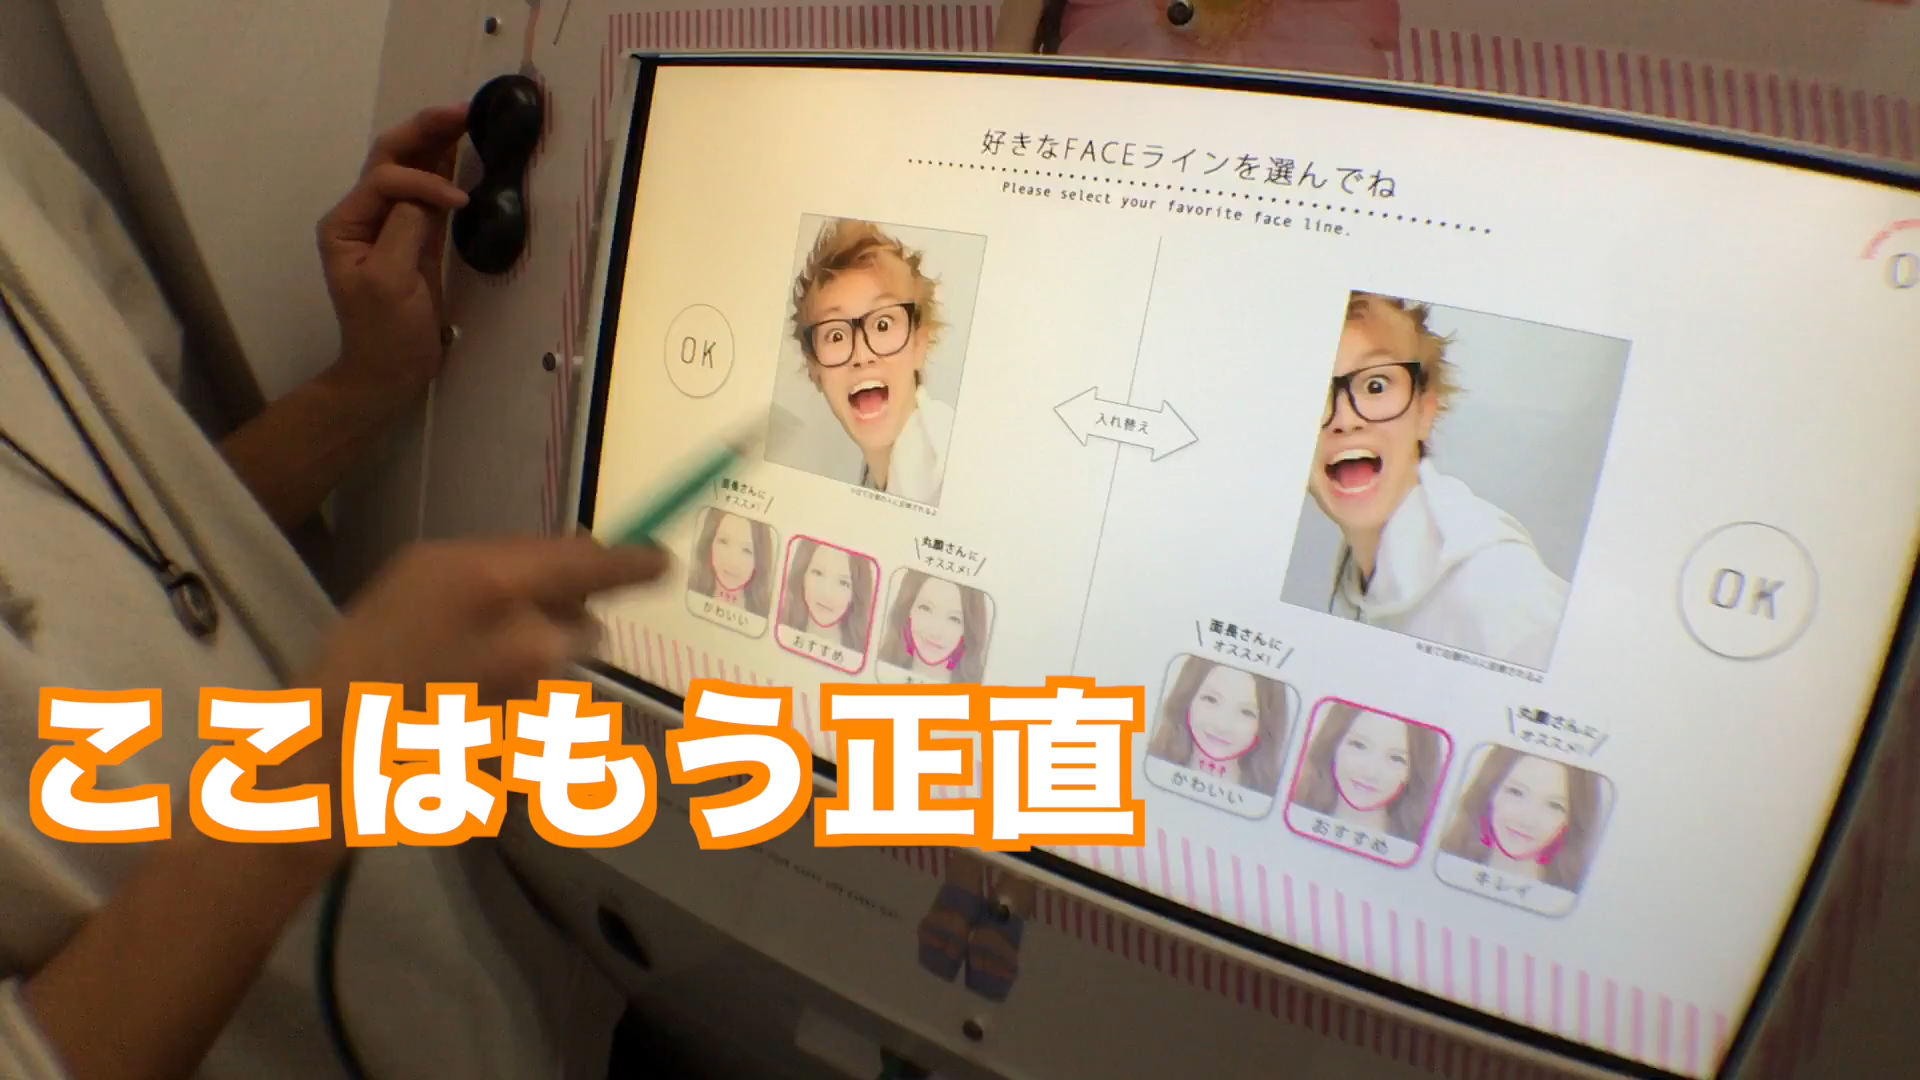 好きなFACEラインを選んでね
Please select your favorite face line.
OK
入れ替え
OK
面長さんに
オススメ!
丸顔さんに
オススメ!
かわいい
おすすめ
面長さんに
オススメ!
丸顔さんに
オススメ!
かわいい
おすすめ
キレイ
ここはもう正直